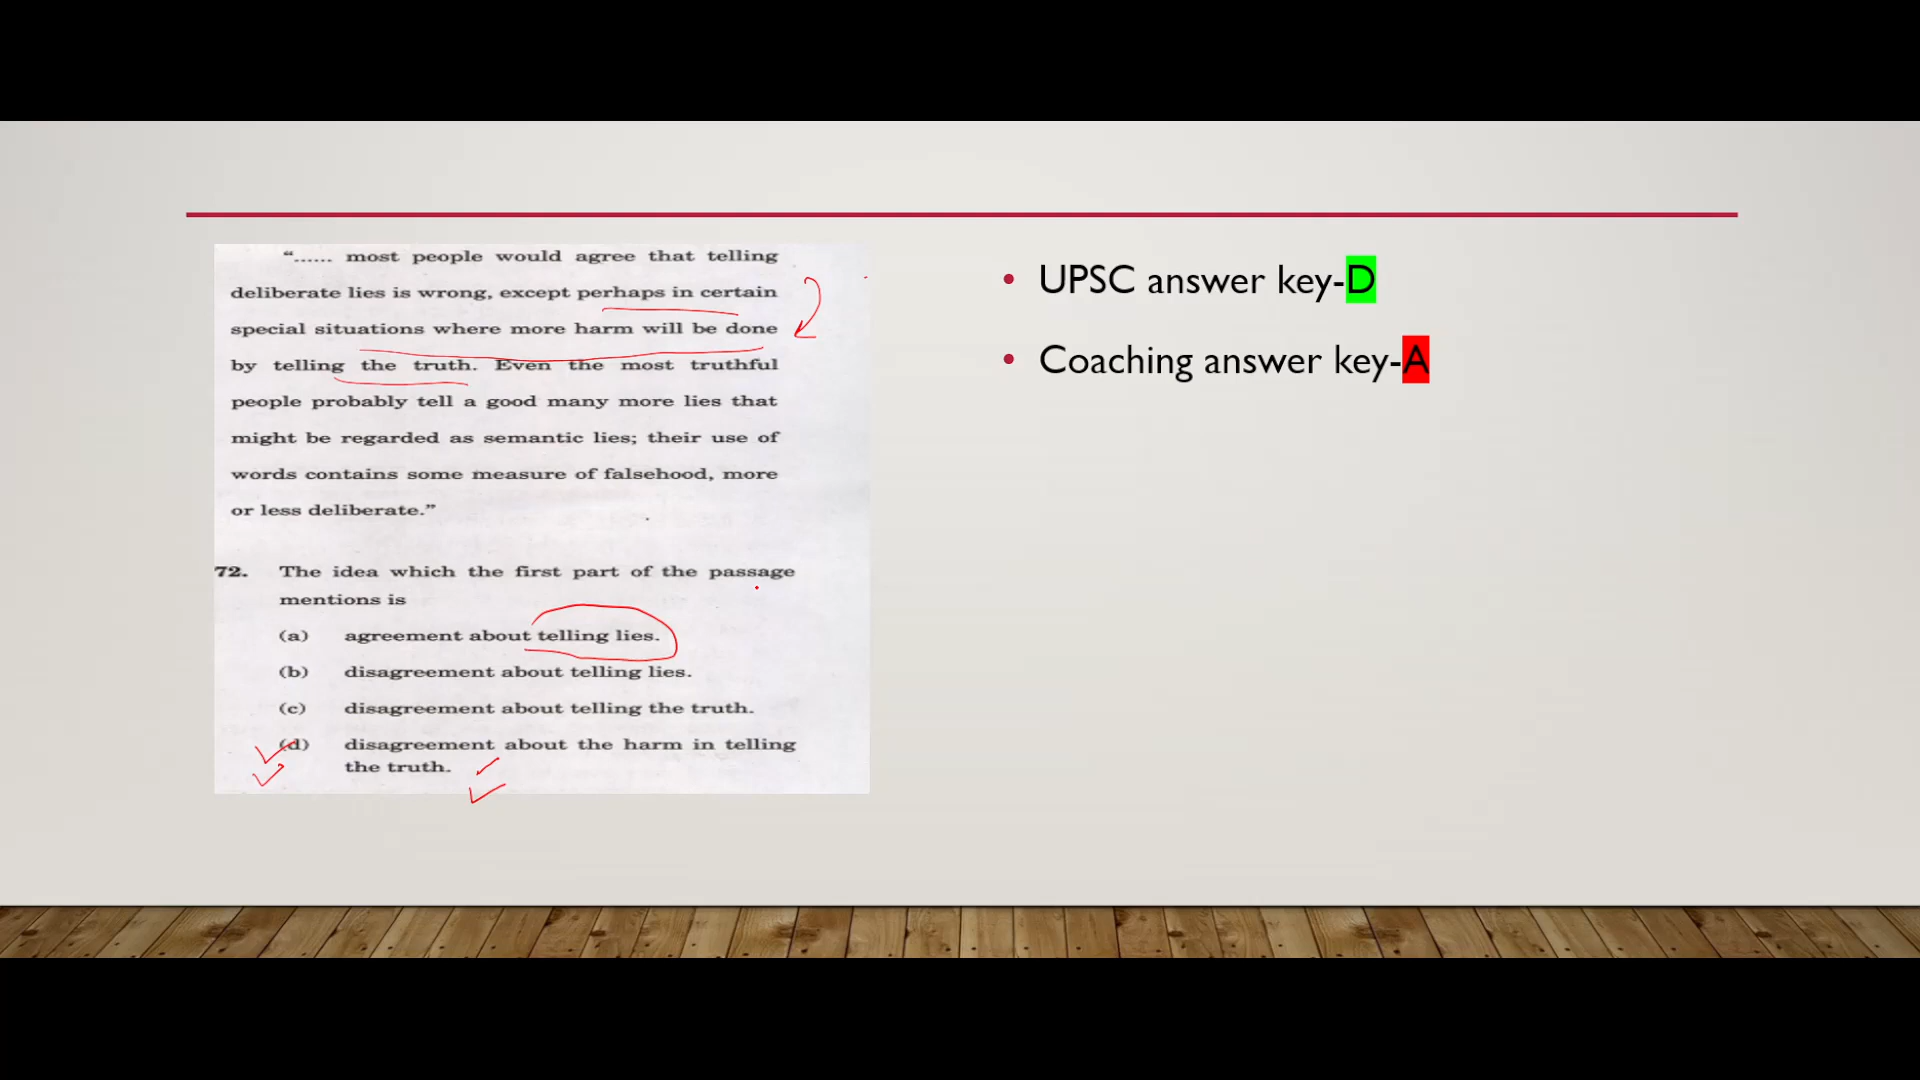 “...... most people would agree that telling
deliberate lies is wrong, except perhaps in certain
special situations where more harm will be done
by telling the truth. Even the most truthful
people probably tell a good many more lies that
might be regarded as semantic lies; their use of
words contains some measure of falsehood, more
or less deliberate.”
72. The idea which the first part of the passage
mentions is
(a) agreement about telling lies.
(b) disagreement about telling lies.
(c) disagreement about telling the truth.
(d) disagreement about the harm in telling
the truth.
• UPSC answer key-D
• Coaching answer key-A